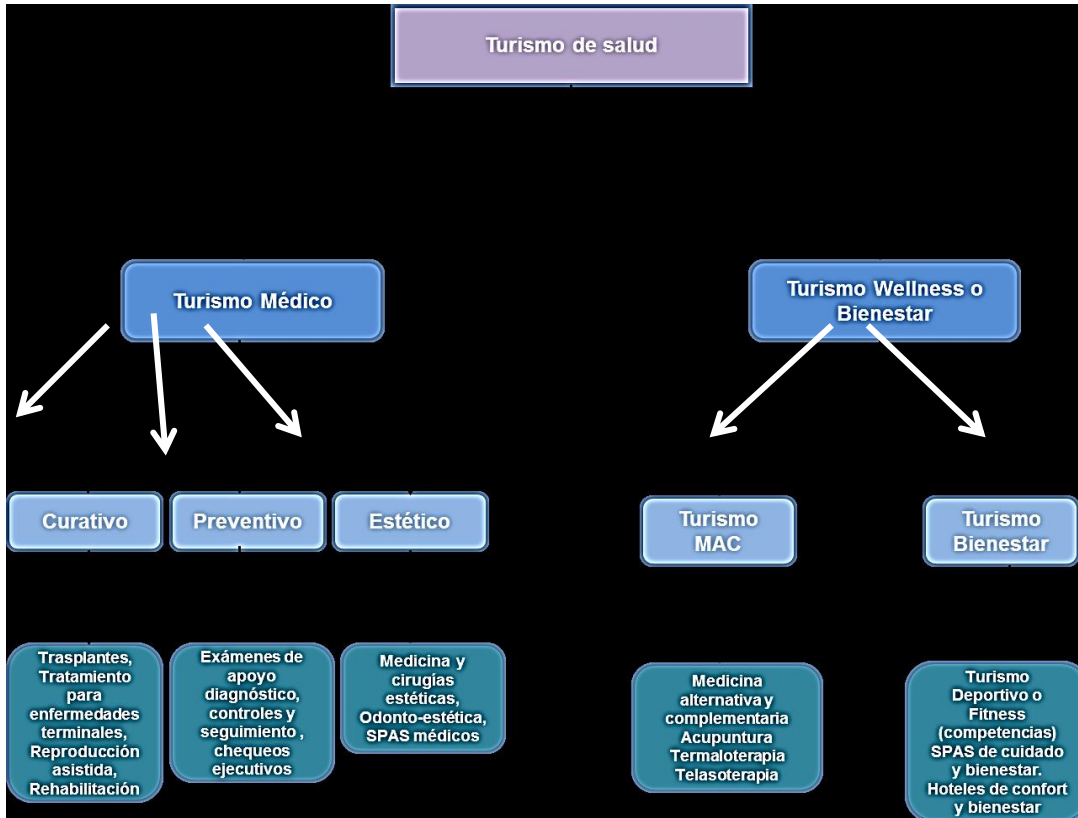 Turismo de salud
Turismo Médico
Turismo Wellness o
Bienestar
Curativo
Preventivo
Estético
Turismo
MAC
Turismo
Bienestar
Trasplantes,
Tratamiento
para
enfermedades
terminales,
Reproducción
asistida,
Rehabilitación
Exámenes de
apoyo
diagnóstico,
controles y
seguimiento ,
chequeos
ejecutivos
Medicina y
cirugías
estéticas,
Odonto-estética,
SPAS médicos
Medicina
alternativa y
complementaria
Acupuntura
Termaloterapia
Telasoterapia
Turismo
Deportivo o
Fitness
(competencias)
SPAS de cuidado
y bienestar.
Hoteles de confort
y bienestar